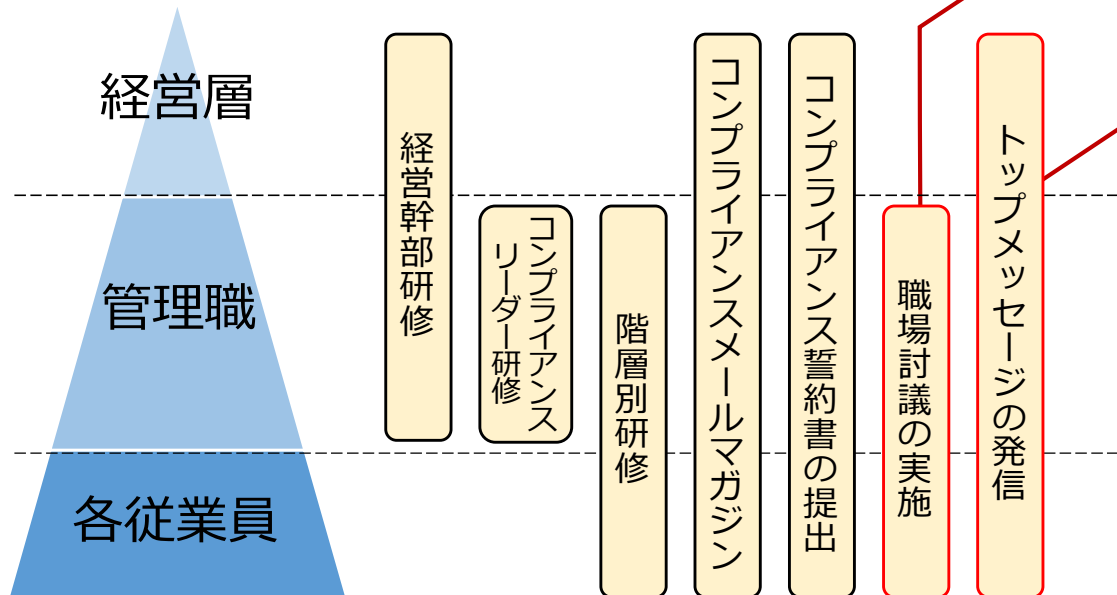 経営層
管理職
各従業員
経営幹部研修
コンプライアンス
リーダー研修
階層別研修
コンプライアンスメールマガジン
コンプライアンス誓約書の提出
職場討議の実施
トップメッセージの発信